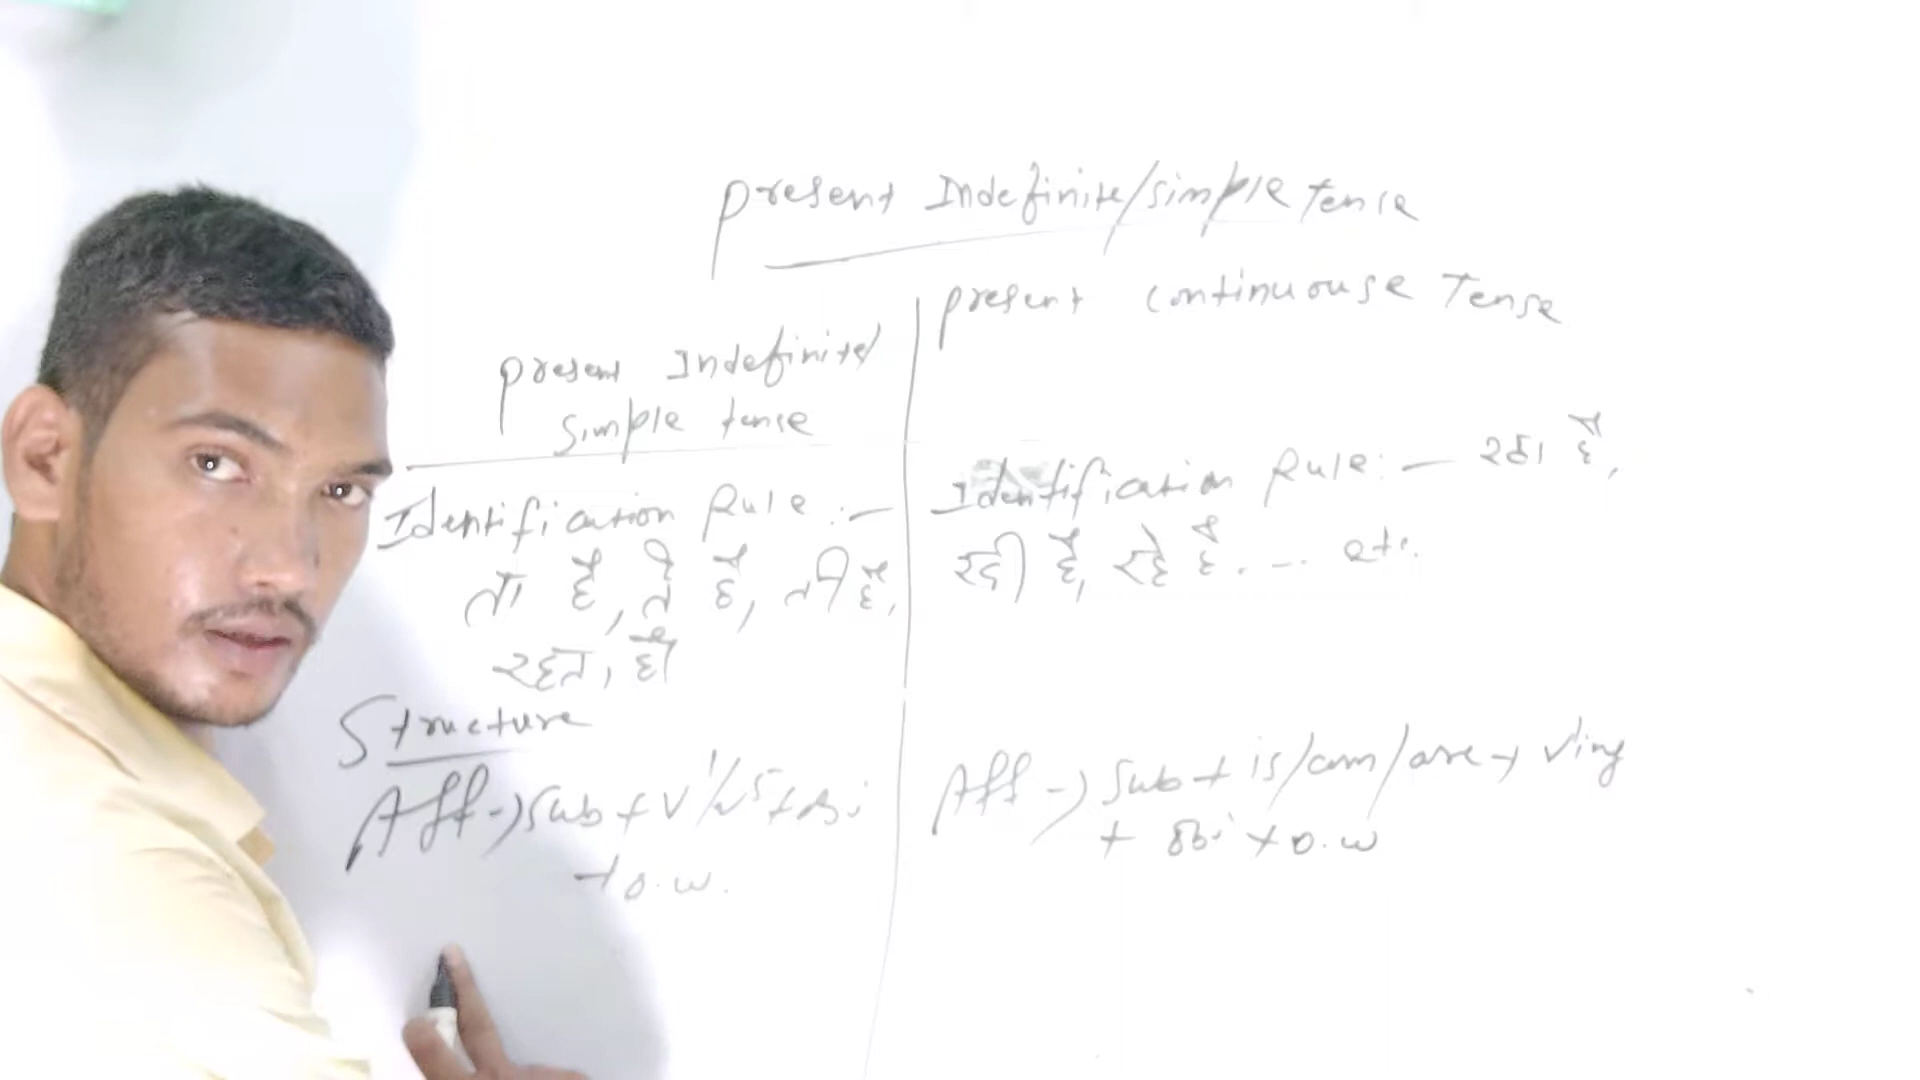 present Indefinite/simple Tense
present Indefinite/
simple tense
Identification Rule :-
ता है, ते है, ती है,
रहता, हो
Structure
Aff -> Sub + V1/V5 + obj
+ o.w.
present continuouse Tense
Identification Rule :- रहा है,
रही है, रहे है. ... etc.
Aff -> Sub + is/am/are + Ving
+ obj + o.w